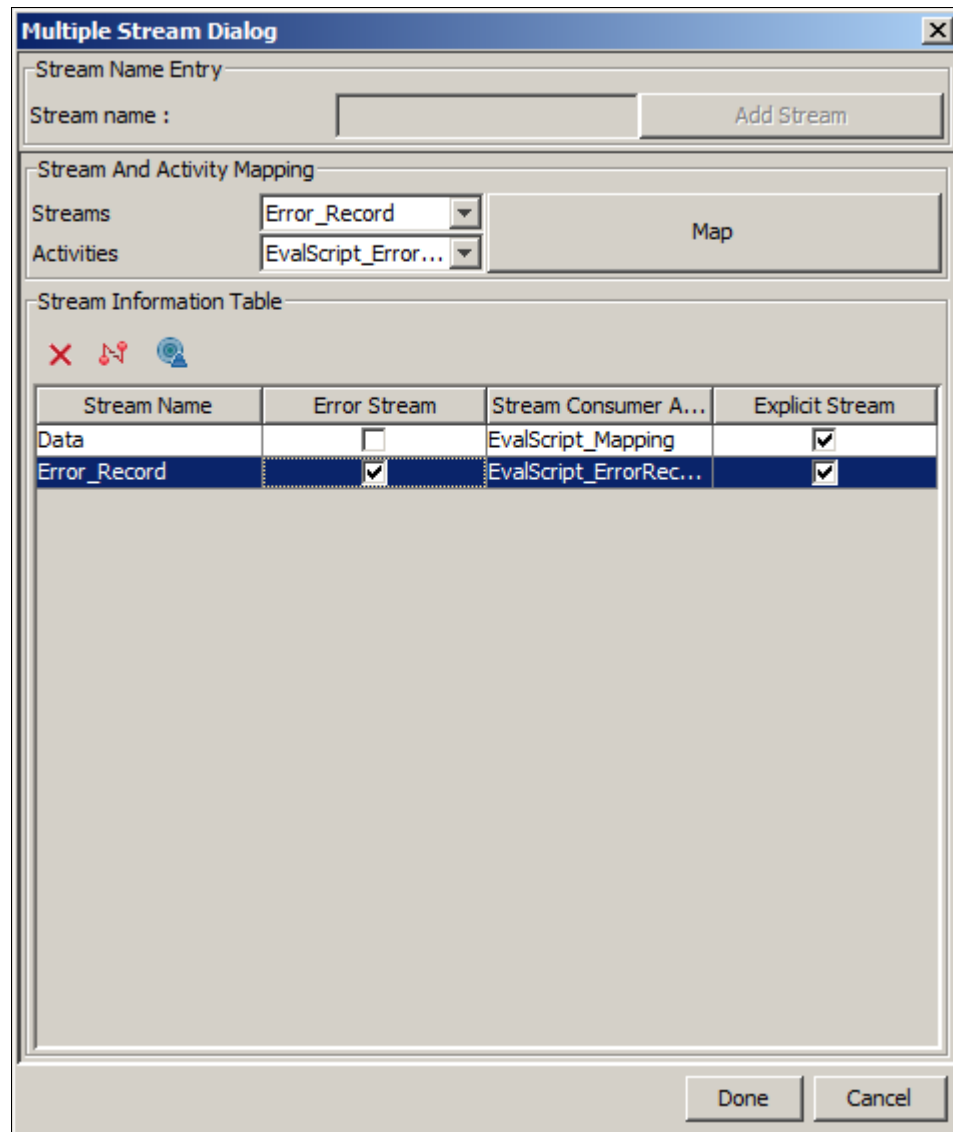 Multiple Stream Dialog
Stream Name Entry
Stream name :
Add Stream
Stream And Activity Mapping
Streams Error_Record
Map
Activities EvalScript_Error...
Stream Information Table
Stream Name Error Stream Stream Consumer A... Explicit Stream
Data EvalScript_Mapping
Error_Record EvalScript_ErrorRec...
Done Cancel